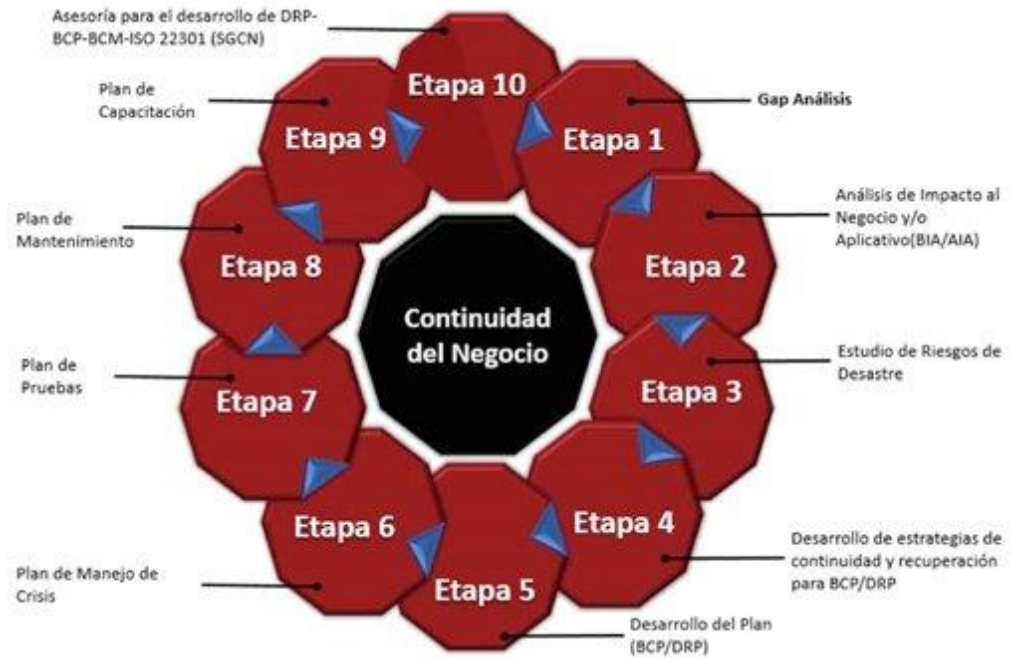 Asesoría para el desarrollo de DRP-
BCP-BCM-ISO 22301 (SGCN)
Etapa 10
Plan de
Capacitación
Etapa 9
Etapa 1
Gap Análisis
Análisis de Impacto al
Negocio y/o
Aplicativo(BIA/AIA)
Plan de
Mantenimiento
Etapa 8
Etapa 2
Continuidad
del Negocio
Estudio de Riesgos de
Desastre
Plan de
Pruebas
Etapa 7
Etapa 3
Etapa 6
Etapa 4
Desarrollo de estrategias de
continuidad y recuperación
para BCP/DRP
Plan de Manejo de
Crisis
Etapa 5
Desarrollo del Plan
(BCP/DRP)